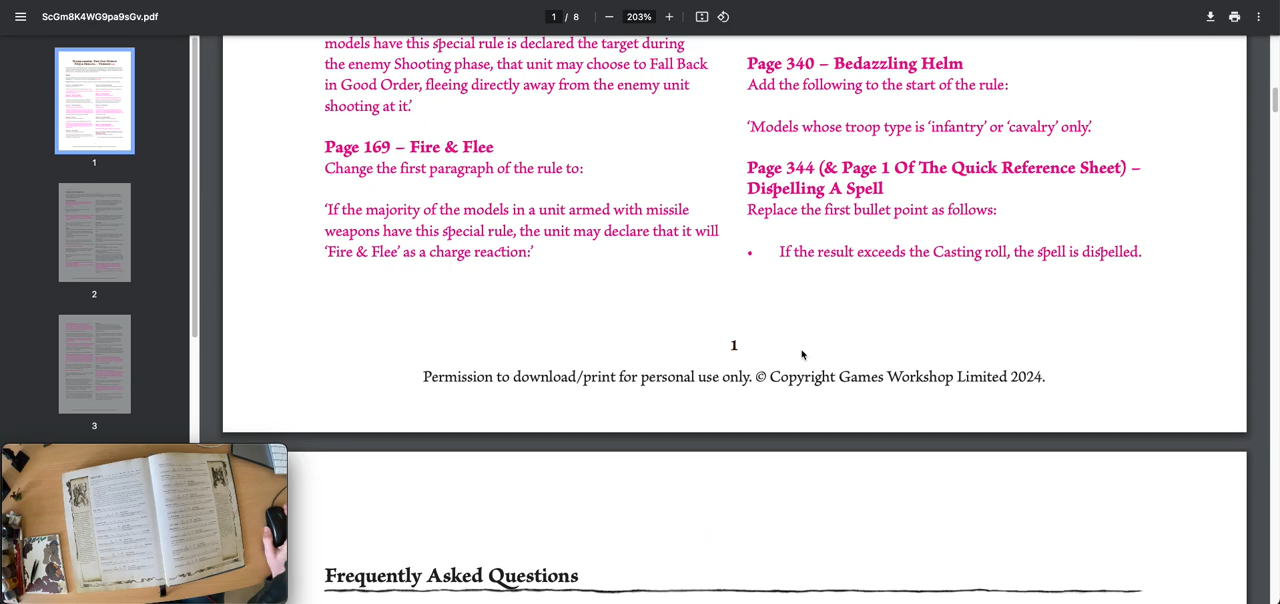 ScGm8K4WG9pa9sGv.pdf
1 / 8
203%
1
2
3
models have this special rule is declared the target during
the enemy Shooting phase, that unit may choose to Fall Back
in Good Order, fleeing directly away from the enemy unit
shooting at it.’
Page 169 – Fire & Flee
Change the first paragraph of the rule to:
‘If the majority of the models in a unit armed with missile
weapons have this special rule, the unit may declare that it will
‘Fire & Flee’ as a charge reaction:’
Page 340 – Bedazzling Helm
Add the following to the start of the rule:
‘Models whose troop type is ‘infantry’ or ‘cavalry’ only.’
Page 344 (& Page 1 Of The Quick Reference Sheet) –
Dispelling A Spell
Replace the first bullet point as follows:
• If the result exceeds the Casting roll, the spell is dispelled.
1
Permission to download/print for personal use only. © Copyright Games Workshop Limited 2024.
Frequently Asked Questions